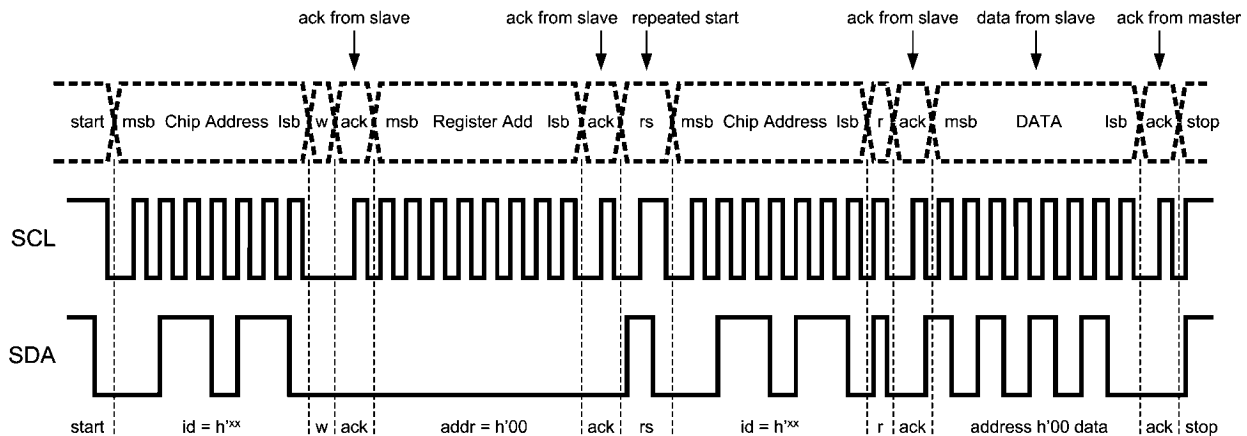 ack from slave ack from slave repeated start ack from slave data from slave ack from master
start msb Chip Address lsb w ack msb Register Add lsb ack rs msb Chip Address lsb r ack msb DATA lsb ack stop
SCL
SDA
start id = h'xx w ack addr = h'00 ack rs id = h'xx r ack address h'00 data ack stop